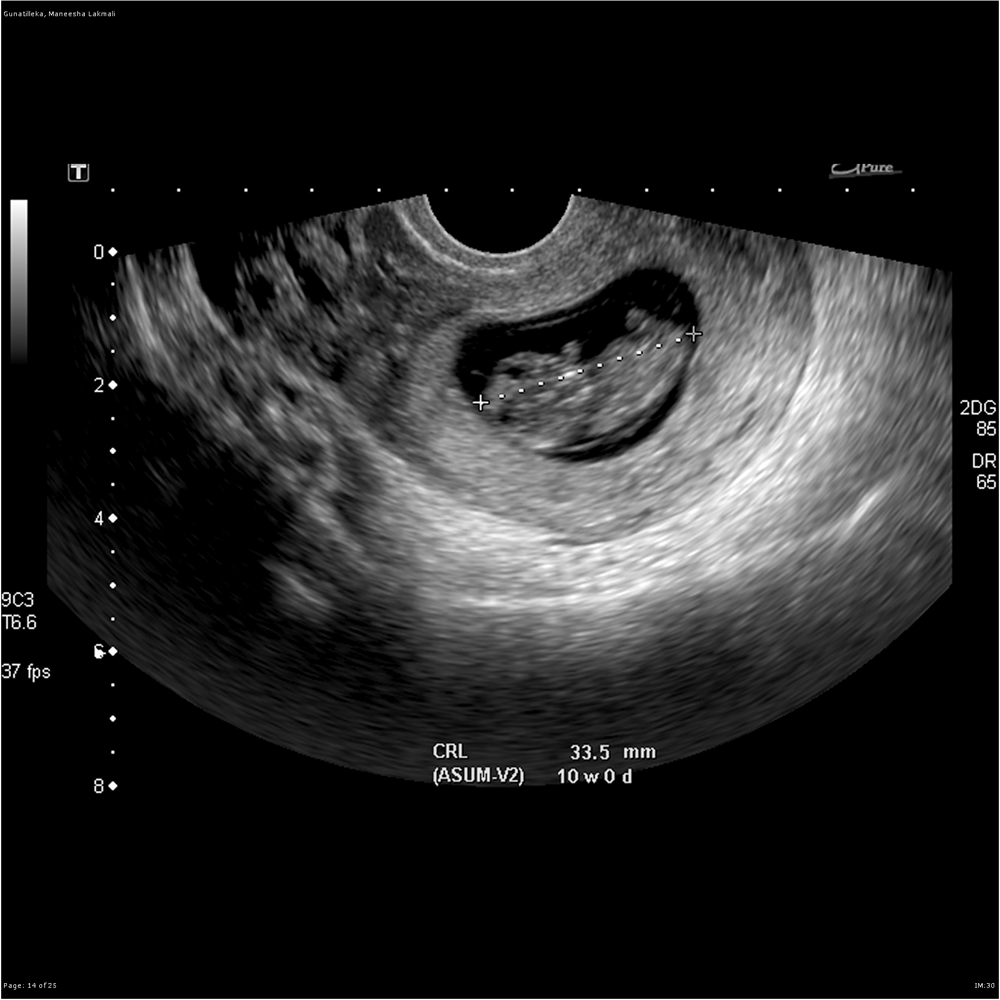 Gunatilleka, Maneesha Lakmali
T
Pure
0
2
2DG
85
DR
65
4
9C3
T6.6
6
37 fps
CRL 33.5 mm
(ASUM-V2) 10 w 0 d
8
Page: 14 of 25
IM:30